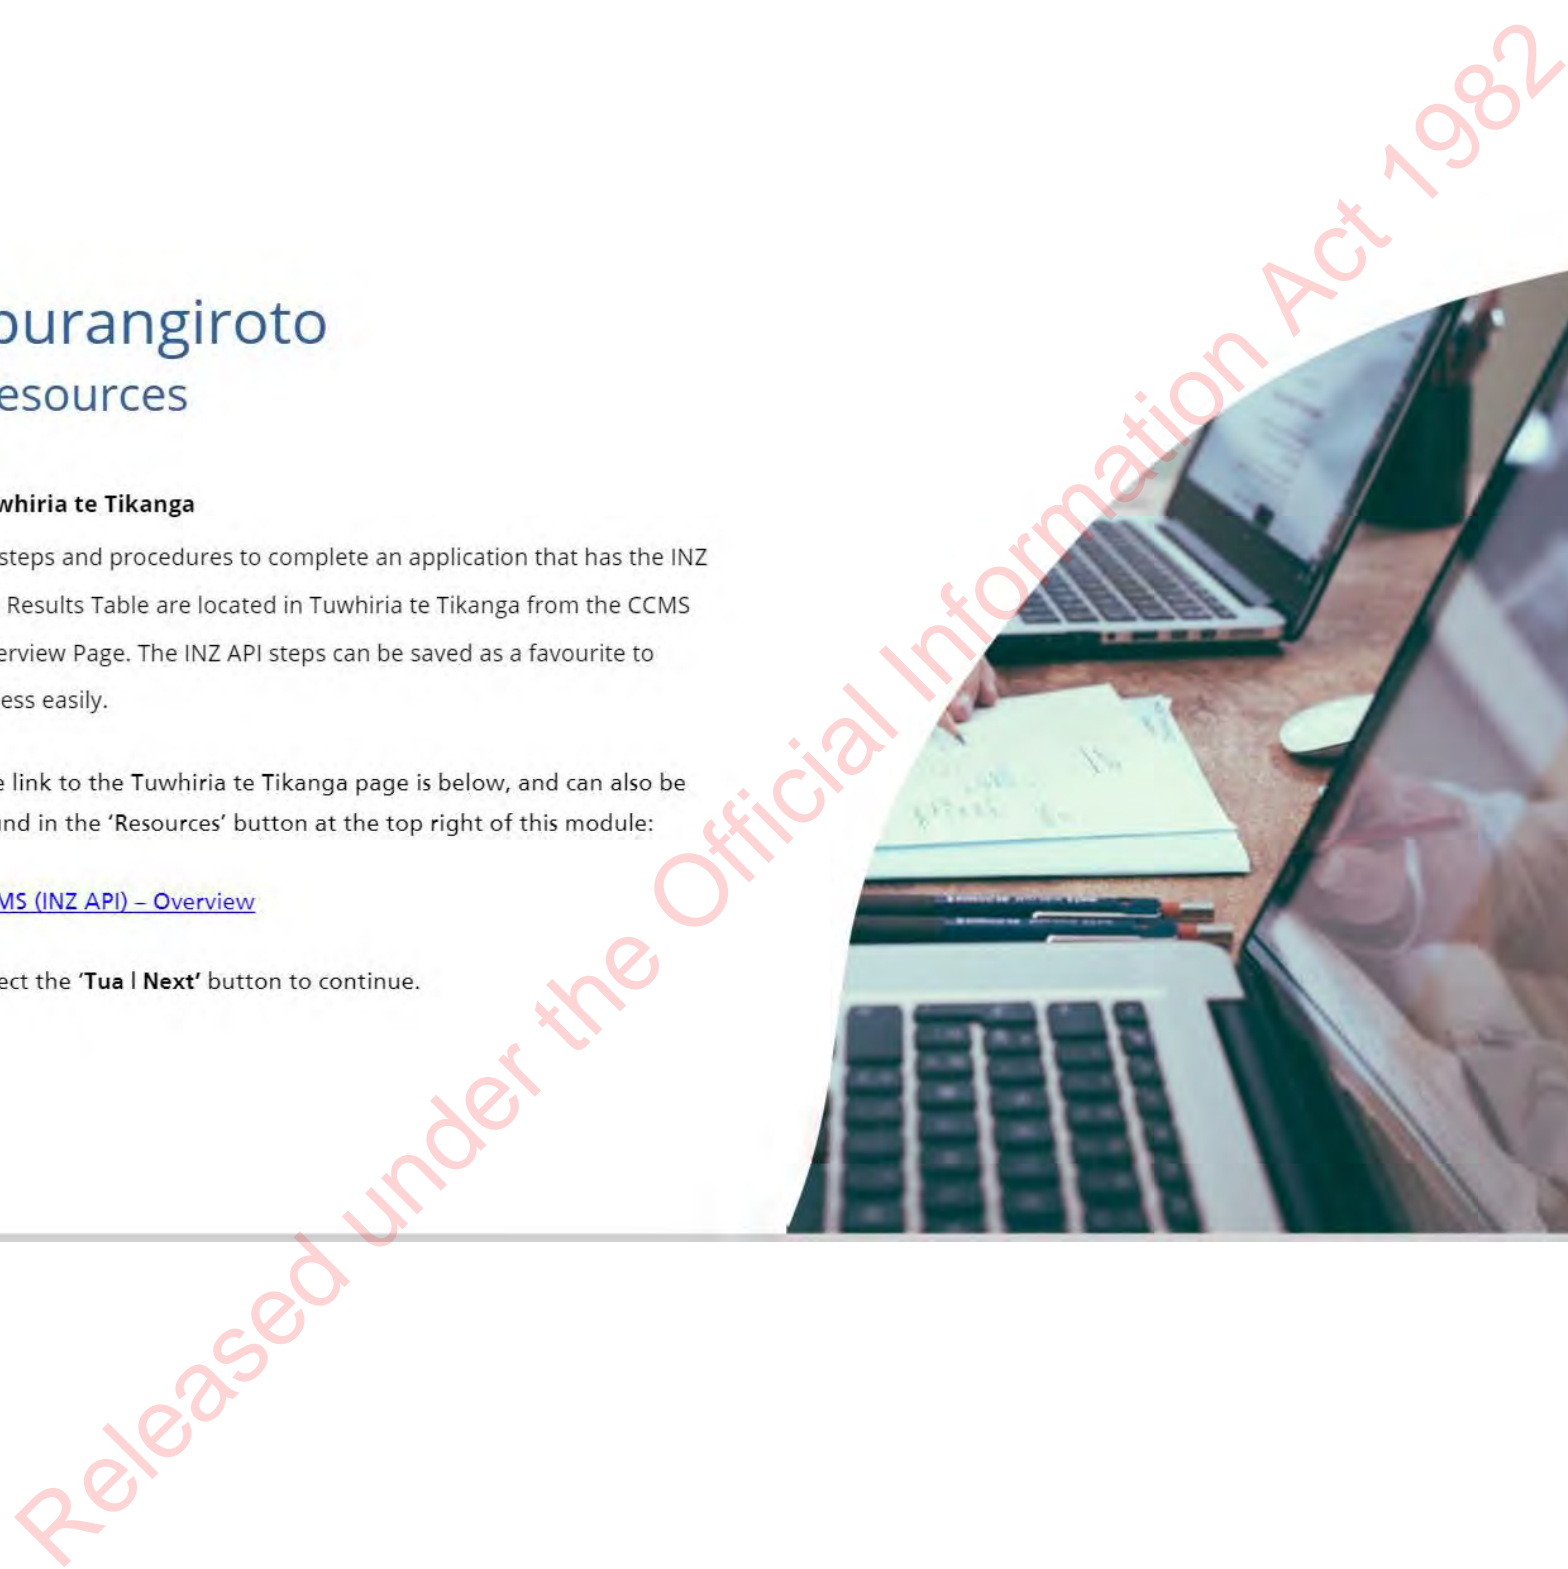 ourangiroto
esources
whiria te Tikanga
steps and procedures to complete an application that has the INZ
Results Table are located in Tuwhiria te Tikanga from the CCMS
erview Page. The INZ API steps can be saved as a favourite to
ess easily.
e link to the Tuwhiria te Tikanga page is below, and can also be
und in the ‘Resources’ button at the top right of this module:
MS (INZ API) – Overview
ect the ‘Tua | Next’ button to continue.
Released under the Official Information Act 1982